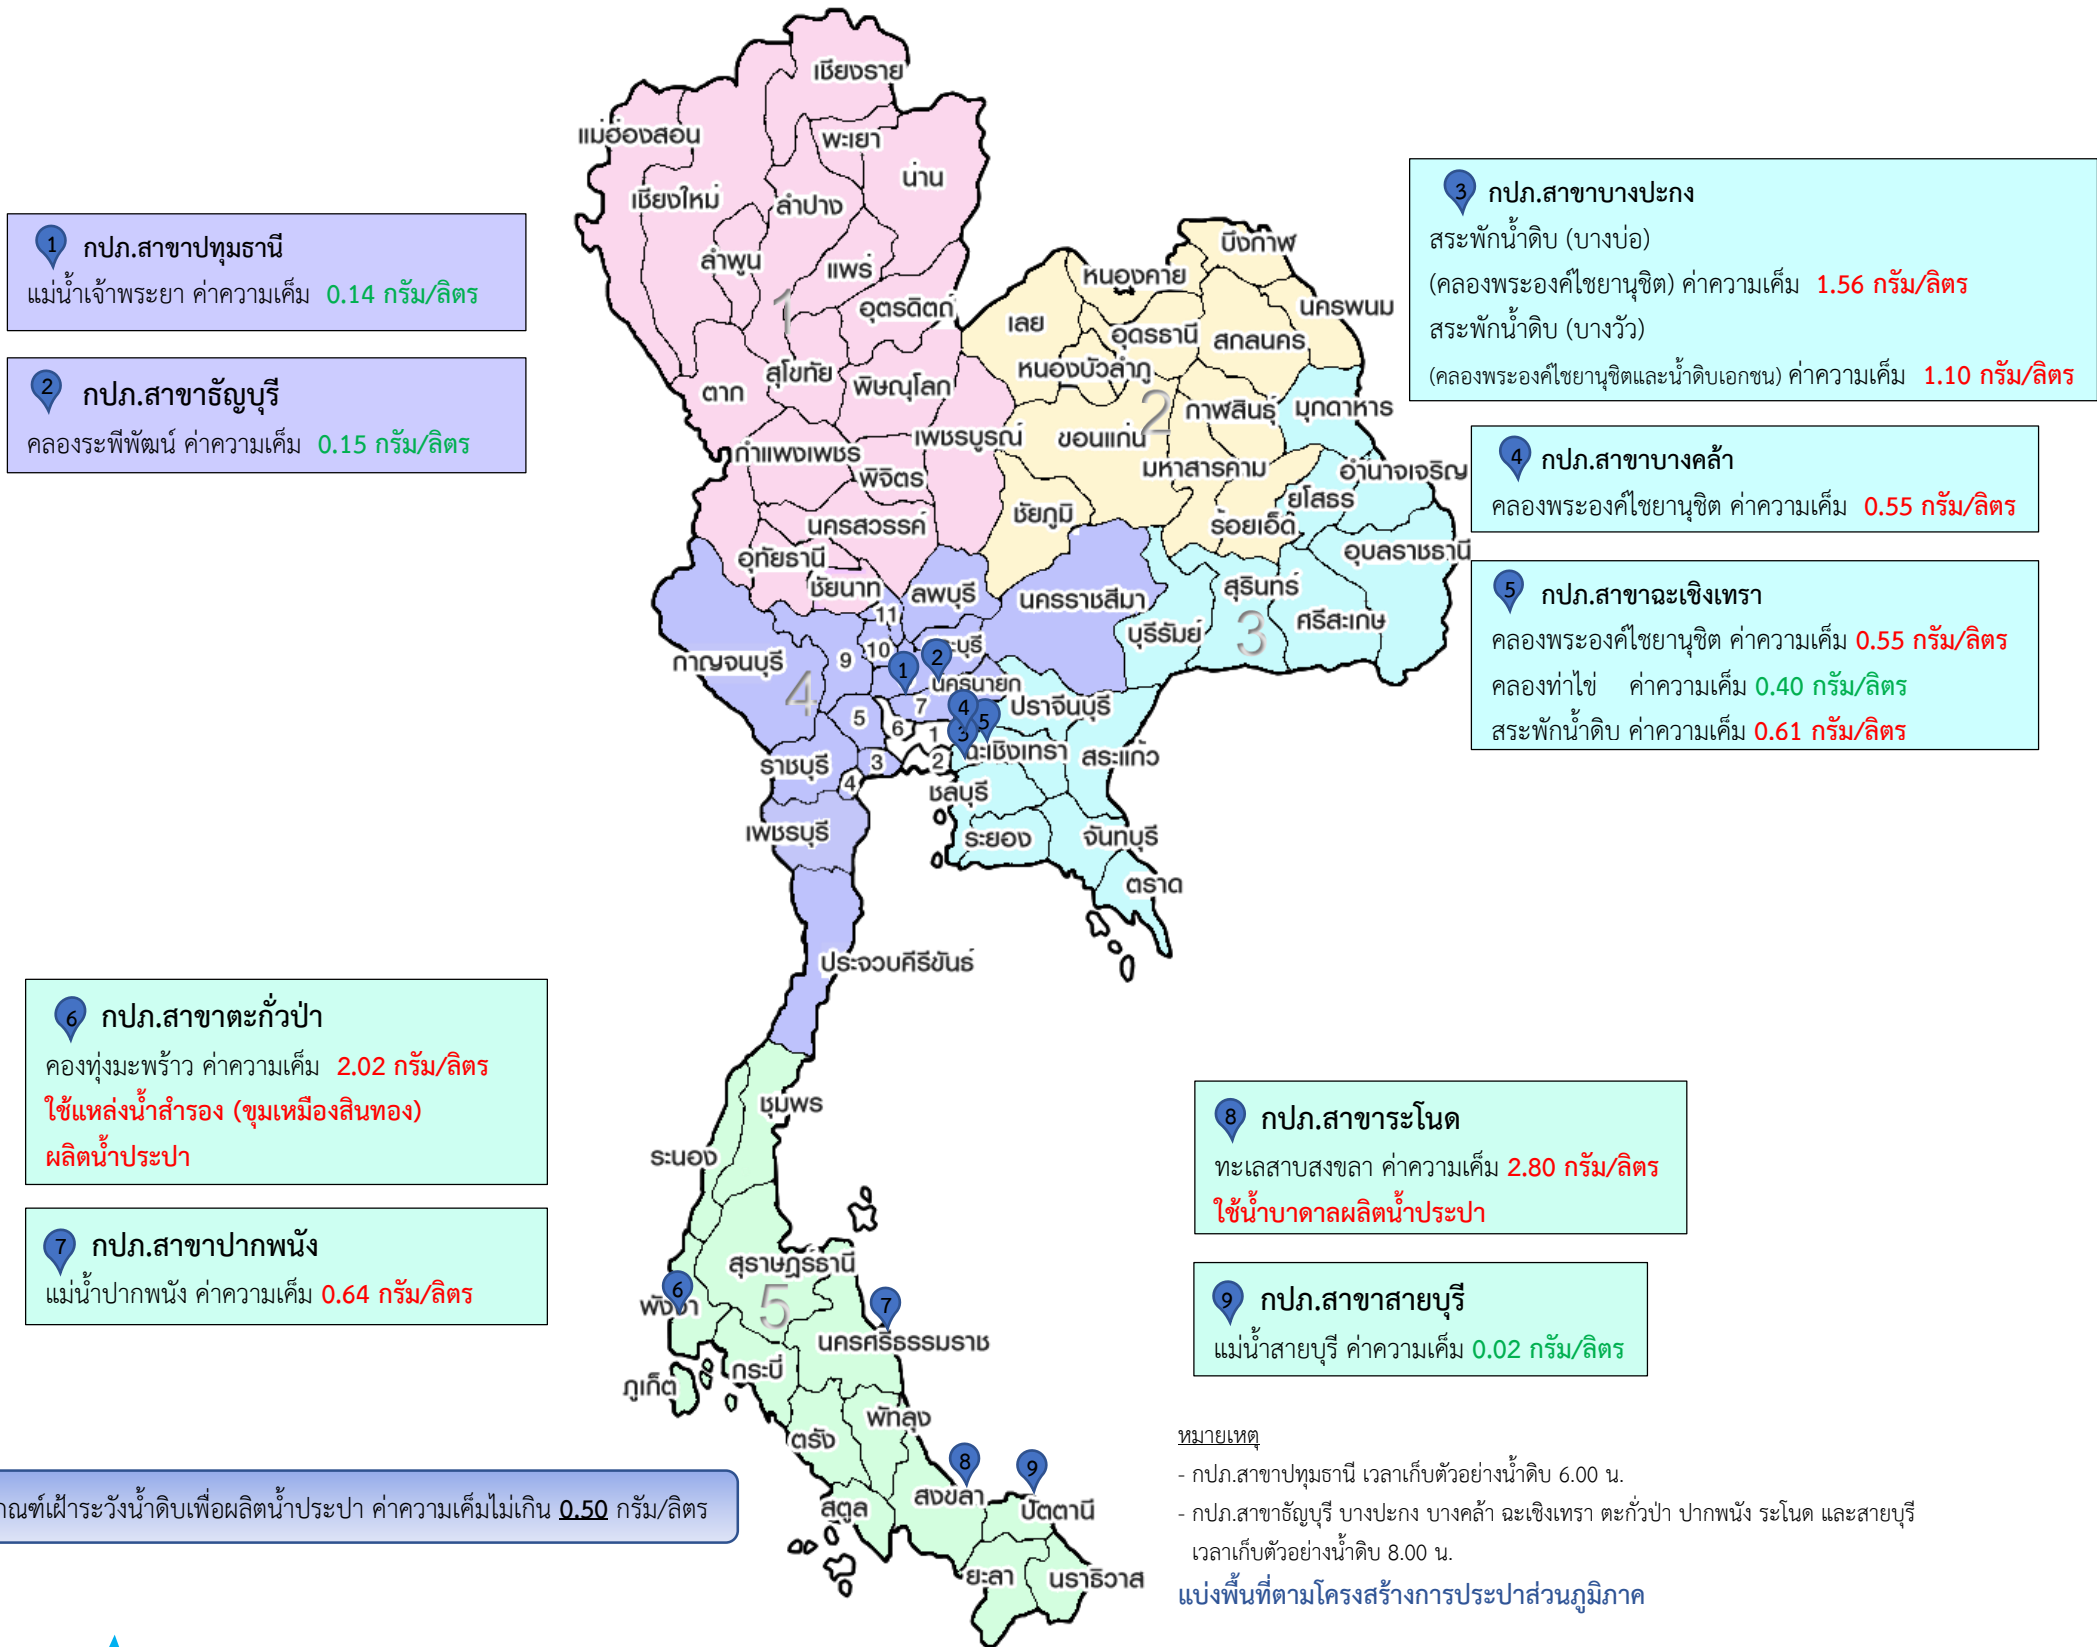 เชียงราย
แม่ฮ่องสอน
พะเยา
น่าน
เชียงใหม่
ลำปาง
ลำพูน
แพร่
1
อุตรดิตถ์
ตาก
สุโขทัย
พิษณุโลก
เพชรบูรณ์
กำแพงเพชร
พิจิตร
นครสวรรค์
อุทัยธานี
ชัยนาท
บึงกาฬ
หนองคาย
นครพนม
เลย
อุดรธานี
สกลนคร
หนองบัวลำภู
2
กาฬสินธุ์
มุกดาหาร
ขอนแก่น
มหาสารคาม
อำนาจเจริญ
ยโสธร
ชัยภูมิ
ร้อยเอ็ด
อุบลราชธานี
ลพบุรี
นครราชสีมา
สุรินทร์
บุรีรัมย์
3
ศรีสะเกษ
11
10
9
กาญจนบุรี
4
1
2
ะบุรี
นครนายก
7
ปราจีนบุรี
5
6
1
4
5
3
ฉะเชิงเทรา
สระแก้ว
ราชบุรี
3
2
4
ชลบุรี
เพชรบุรี
ระยอง
จันทบุรี
ตราด
ประจวบคีรีขันธ์
ชุมพร
ระนอง
สุราษฎร์ธานี
6
พังงา
5
7
นครศรีธรรมราช
กระบี่
ภูเก็ต
พัทลุง
ตรัง
8
9
สงขลา
ปัตตานี
สตูล
ยะลา
นราธิวาส
1 กปภ.สาขาปทุมธานี
แม่น้ำเจ้าพระยา ค่าความเค็ม 0.14 กรัม/ลิตร
2 กปภ.สาขาธัญบุรี
คลองระพีพัฒน์ ค่าความเค็ม 0.15 กรัม/ลิตร
3 กปภ.สาขาบางปะกง
สระพักน้ำดิบ (บางบ่อ)
(คลองพระองค์ไชยานุชิต) ค่าความเค็ม 1.56 กรัม/ลิตร
สระพักน้ำดิบ (บางวัว)
(คลองพระองค์ไชยานุชิตและน้ำดิบเอกชน) ค่าความเค็ม 1.10 กรัม/ลิตร
4 กปภ.สาขาบางคล้า
คลองพระองค์ไชยานุชิต ค่าความเค็ม 0.55 กรัม/ลิตร
5 กปภ.สาขาฉะเชิงเทรา
คลองพระองค์ไชยานุชิต ค่าความเค็ม 0.55 กรัม/ลิตร
คลองท่าไข่ ค่าความเค็ม 0.40 กรัม/ลิตร
สระพักน้ำดิบ ค่าความเค็ม 0.61 กรัม/ลิตร
6 กปภ.สาขาตะกั่วป่า
คองทุ่งมะพร้าว ค่าความเค็ม 2.02 กรัม/ลิตร
ใช้แหล่งน้ำสำรอง (ขุมเหมืองสินทอง)
ผลิตน้ำประปา
7 กปภ.สาขาปากพนัง
แม่น้ำปากพนัง ค่าความเค็ม 0.64 กรัม/ลิตร
8 กปภ.สาขาระโนด
ทะเลสาบสงขลา ค่าความเค็ม 2.80 กรัม/ลิตร
ใช้น้ำบาดาลผลิตน้ำประปา
9 กปภ.สาขาสายบุรี
แม่น้ำสายบุรี ค่าความเค็ม 0.02 กรัม/ลิตร
ณฑ์เฝ้าระวังน้ำดิบเพื่อผลิตน้ำประปา ค่าความเค็มไม่เกิน 0.50 กรัม/ลิตร
หมายเหตุ
- กปภ.สาขาปทุมธานี เวลาเก็บตัวอย่างน้ำดิบ 6.00 น.
- กปภ.สาขาธัญบุรี บางปะกง บางคล้า ฉะเชิงเทรา ตะกั่วป่า ปากพนัง ระโนด และสายบุรี
เวลาเก็บตัวอย่างน้ำดิบ 8.00 น.
แบ่งพื้นที่ตามโครงสร้างการประปาส่วนภูมิภาค